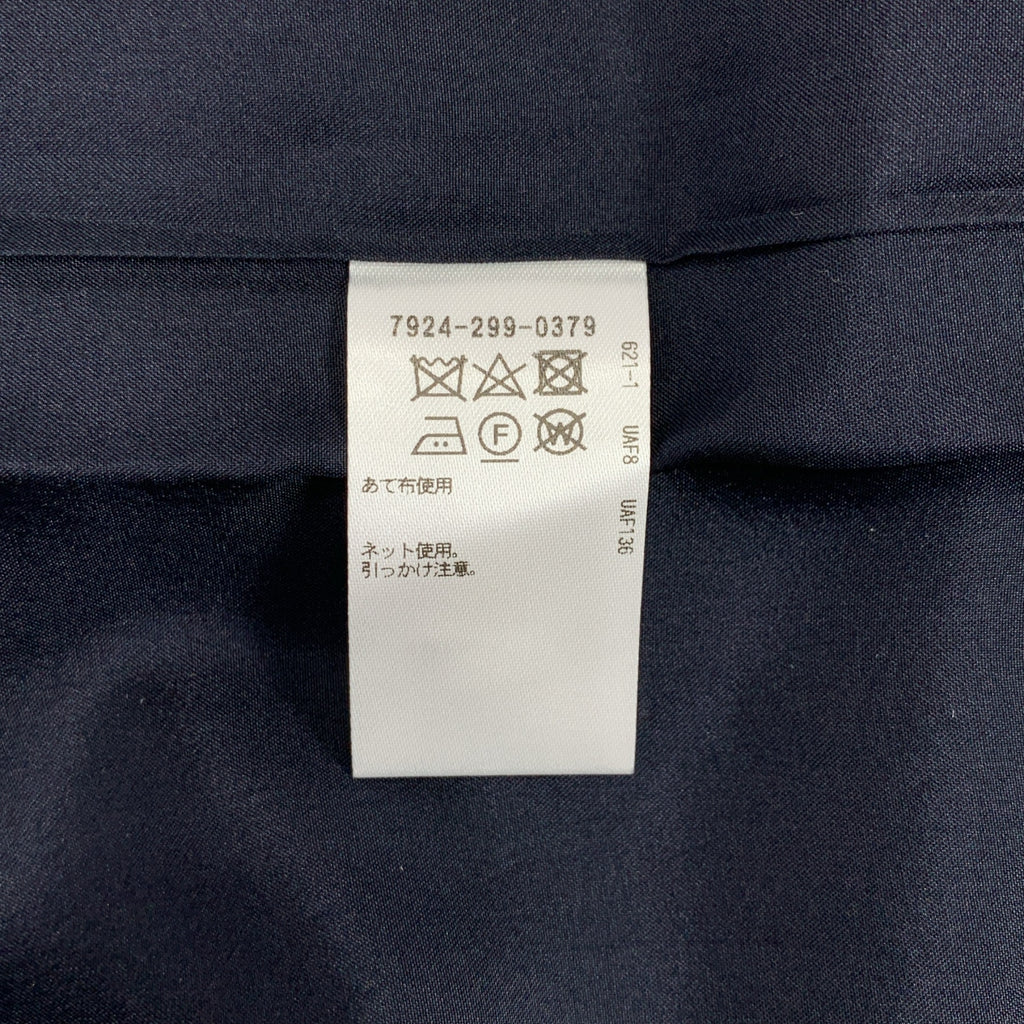 7924-299-0379
F
W
あて布使用
ネット使用。
引っかけ注意。
621-1 UAF8 UAF136